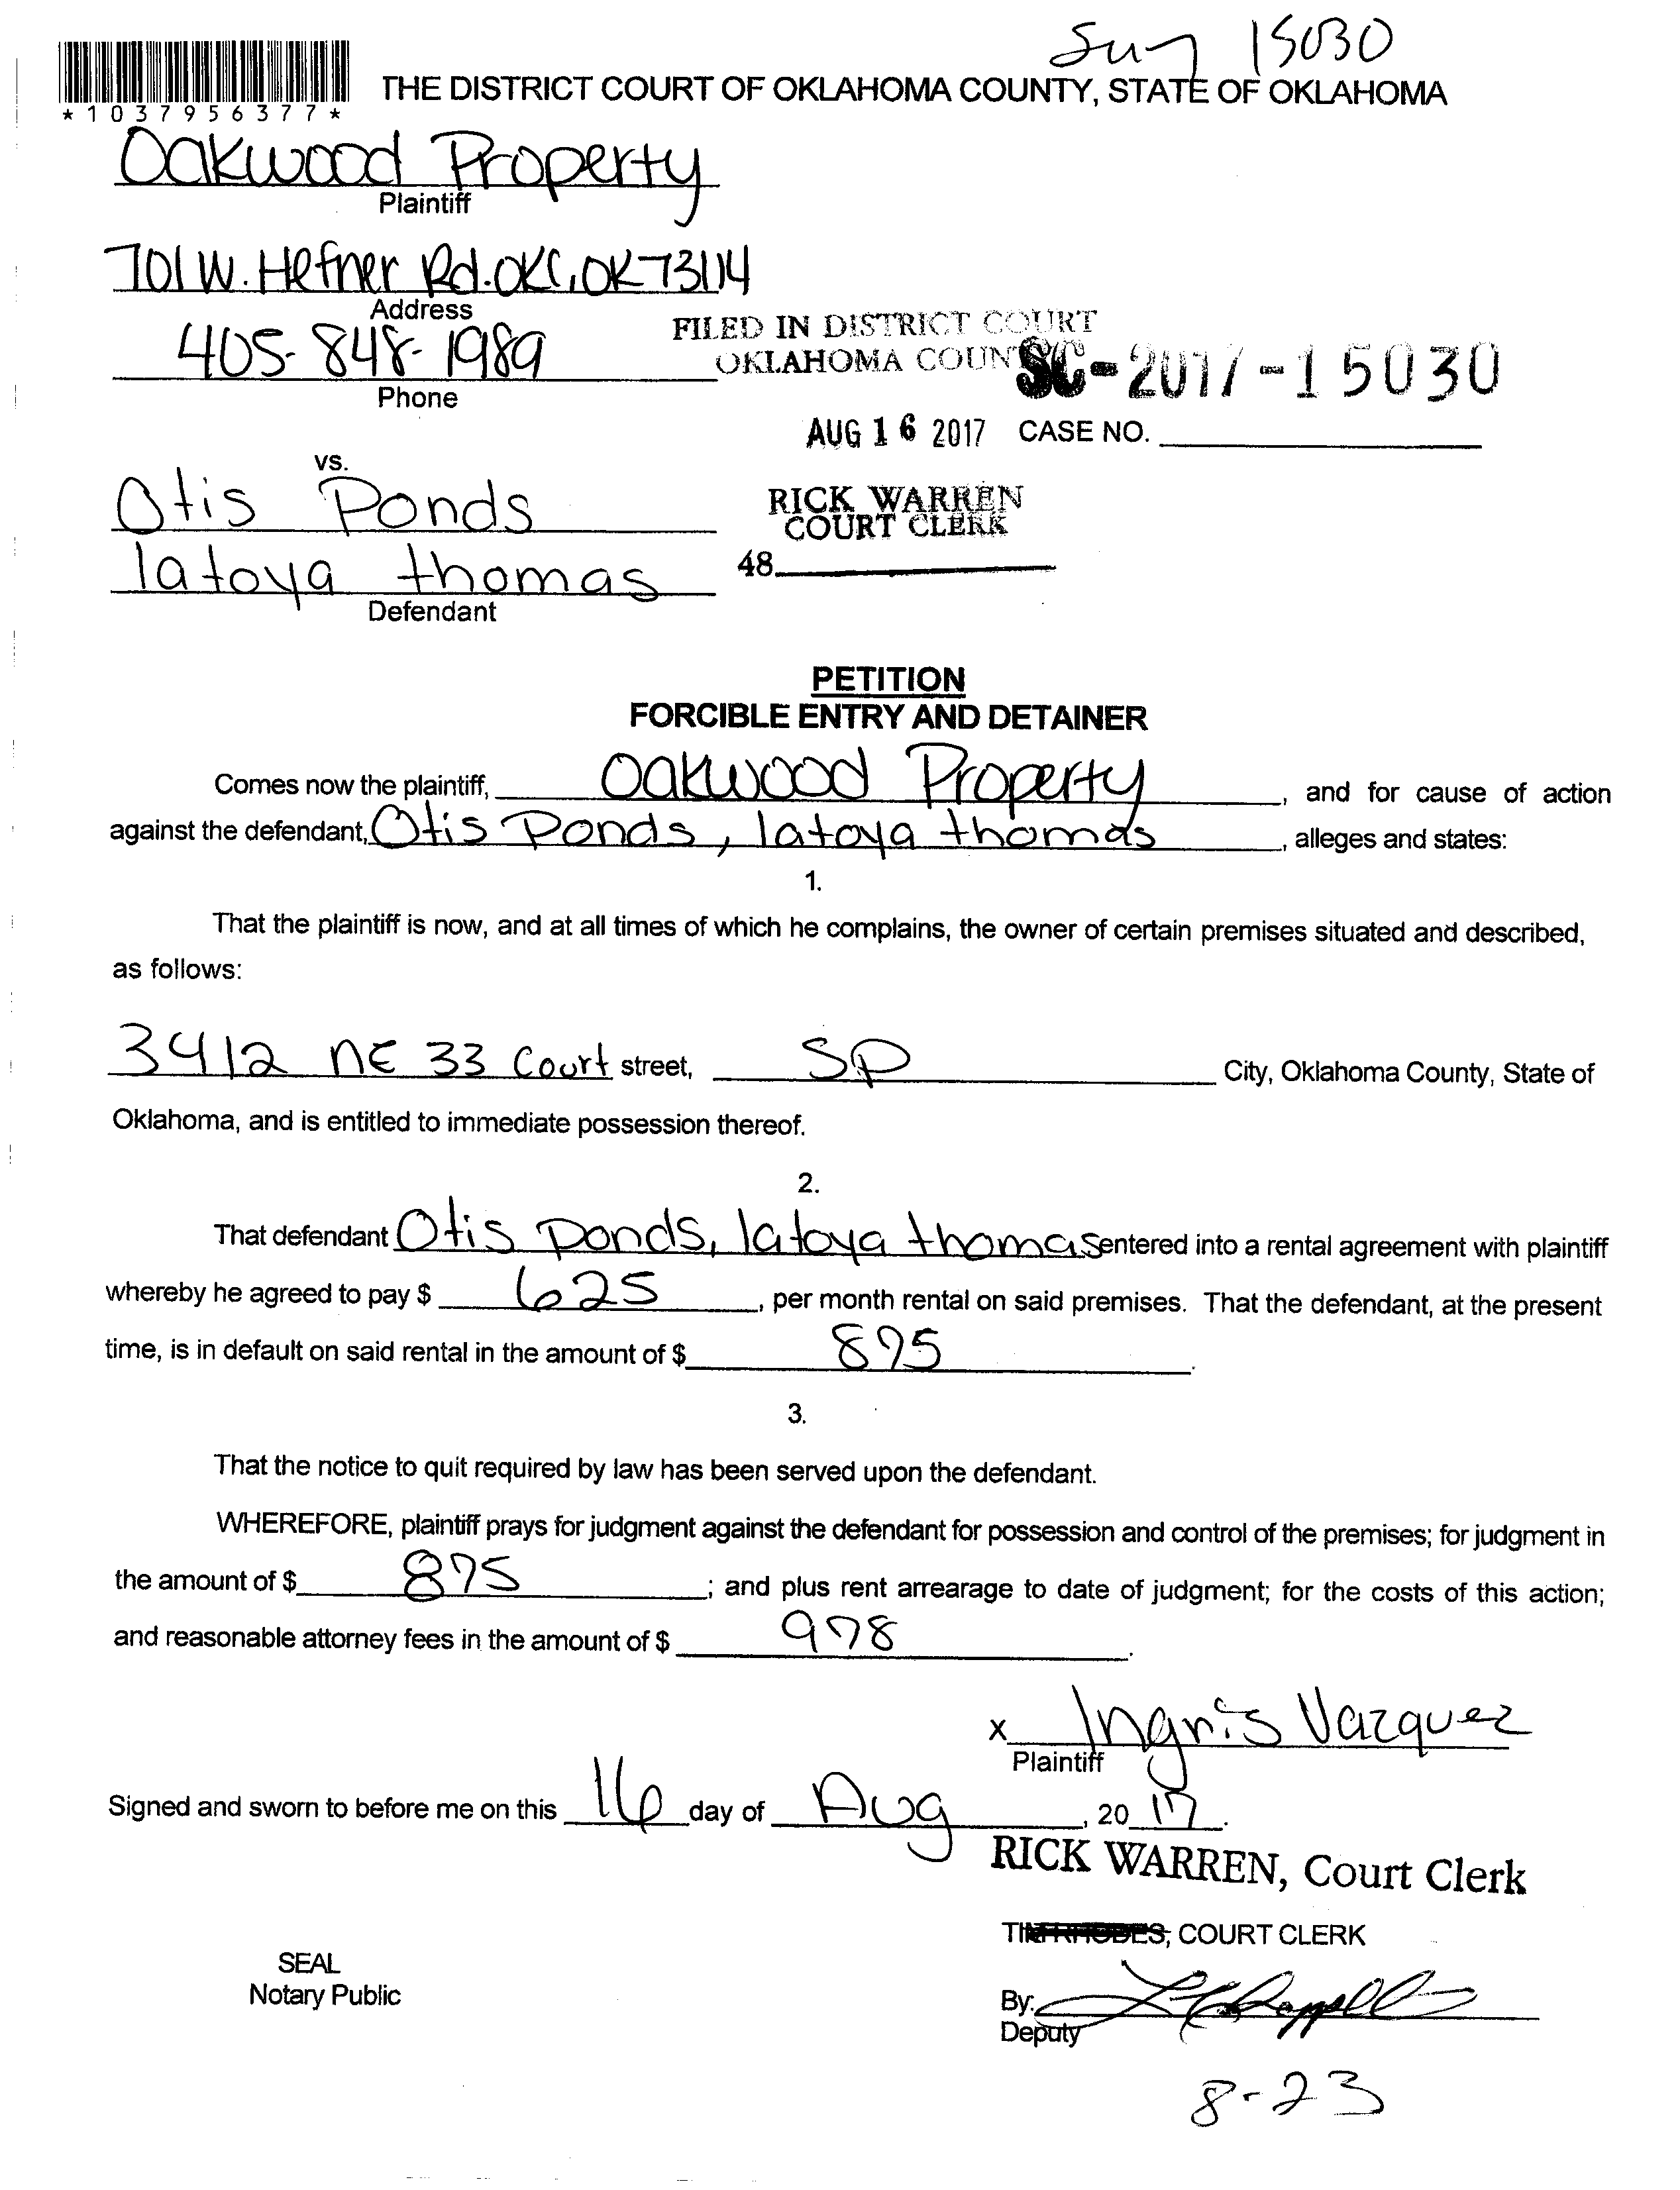 Sm 15030
*1037956377*
THE DISTRICT COURT OF OKLAHOMA COUNTY, STATE OF OKLAHOMA
Oakwood Property
Plaintiff
701 W. Hefner Rd. OKC, OK 73114
Address
405-848-1989
Phone
FILED IN DISTRICT COURT
OKLAHOMA COUN
SC-2017-15030
AUG 16 2017 CASE NO.
vs.
Otis Ponds
latoya thomas
Defendant
RICK WARREN
COURT CLERK
48
PETITION
FORCIBLE ENTRY AND DETAINER
Comes now the plaintiff, Oakwood Property, and for cause of action
against the defendant, Otis Ponds, latoya thomas, alleges and states:
1.
That the plaintiff is now, and at all times of which he complains, the owner of certain premises situated and described,
as follows:
3412 NE 33 Court street, SP City, Oklahoma County, State of
Oklahoma, and is entitled to immediate possession thereof.
2.
That defendant Otis Ponds, latoya thomas entered into a rental agreement with plaintiff
whereby he agreed to pay $ 625, per month rental on said premises. That the defendant, at the present
time, is in default on said rental in the amount of $ 875.
3.
That the notice to quit required by law has been served upon the defendant.
WHEREFORE, plaintiff prays for judgment against the defendant for possession and control of the premises; for judgment in
the amount of $ 875; and plus rent arrearage to date of judgment; for the costs of this action;
and reasonable attorney fees in the amount of $ 978.
x Ingris Vazquez
Plaintiff
Signed and sworn to before me on this 16 day of Aug, 20 17.
RICK WARREN, Court Clerk
COURT CLERK
SEAL
Notary Public
By:
Deputy
8-23